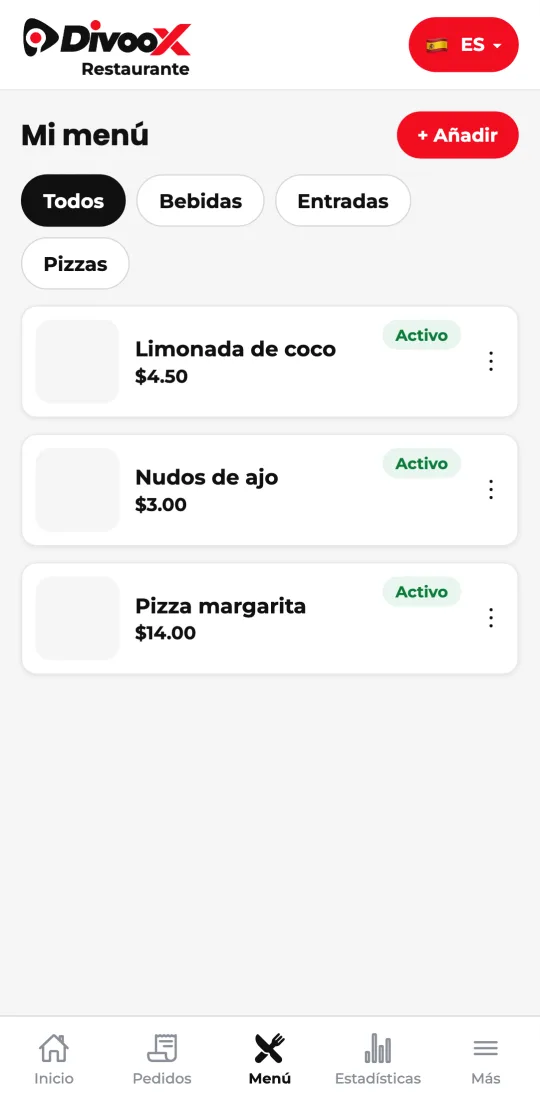 DivooX
Restaurante
ES
Mi menú
+ Añadir
Todos
Bebidas
Entradas
Pizzas
Activo
Limonada de coco
$4.50
Activo
Nudos de ajo
$3.00
Activo
Pizza margarita
$14.00
Inicio
Pedidos
Menú
Estadísticas
Más